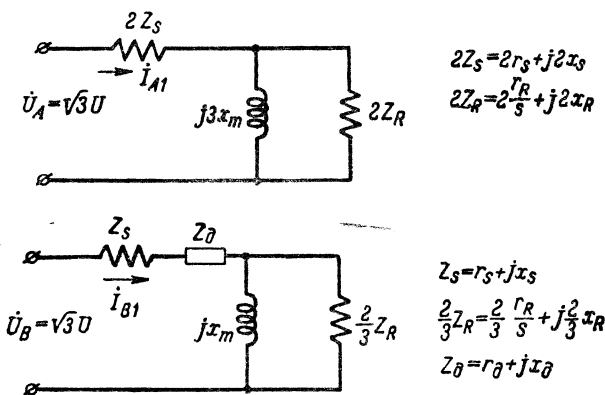 2Z_S
İ_A1
U̇_A=√3U
j3x_m
2Z_R
2Z_S=2r_S+j2x_S
2Z_R=2 r_R/s+j2x_R
Z_S
Z_∂
İ_B1
U̇_B=√3U
jx_m
2/3 Z_R
Z_S=r_S+jx_S
2/3 Z_R=2/3 r_R/s+j 2/3 x_R
Z_∂=r_∂+jx_∂